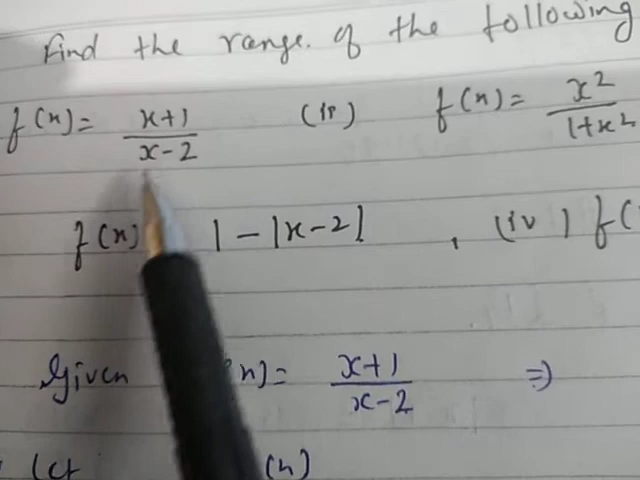 Find the range. of the following
f(x)= x+1 / x-2 (ii) f(x)= x² / 1+x²
f(x) 1-|x-2| , (iv) f(
Given x)= x+1 / x-2 ⇒
(x)